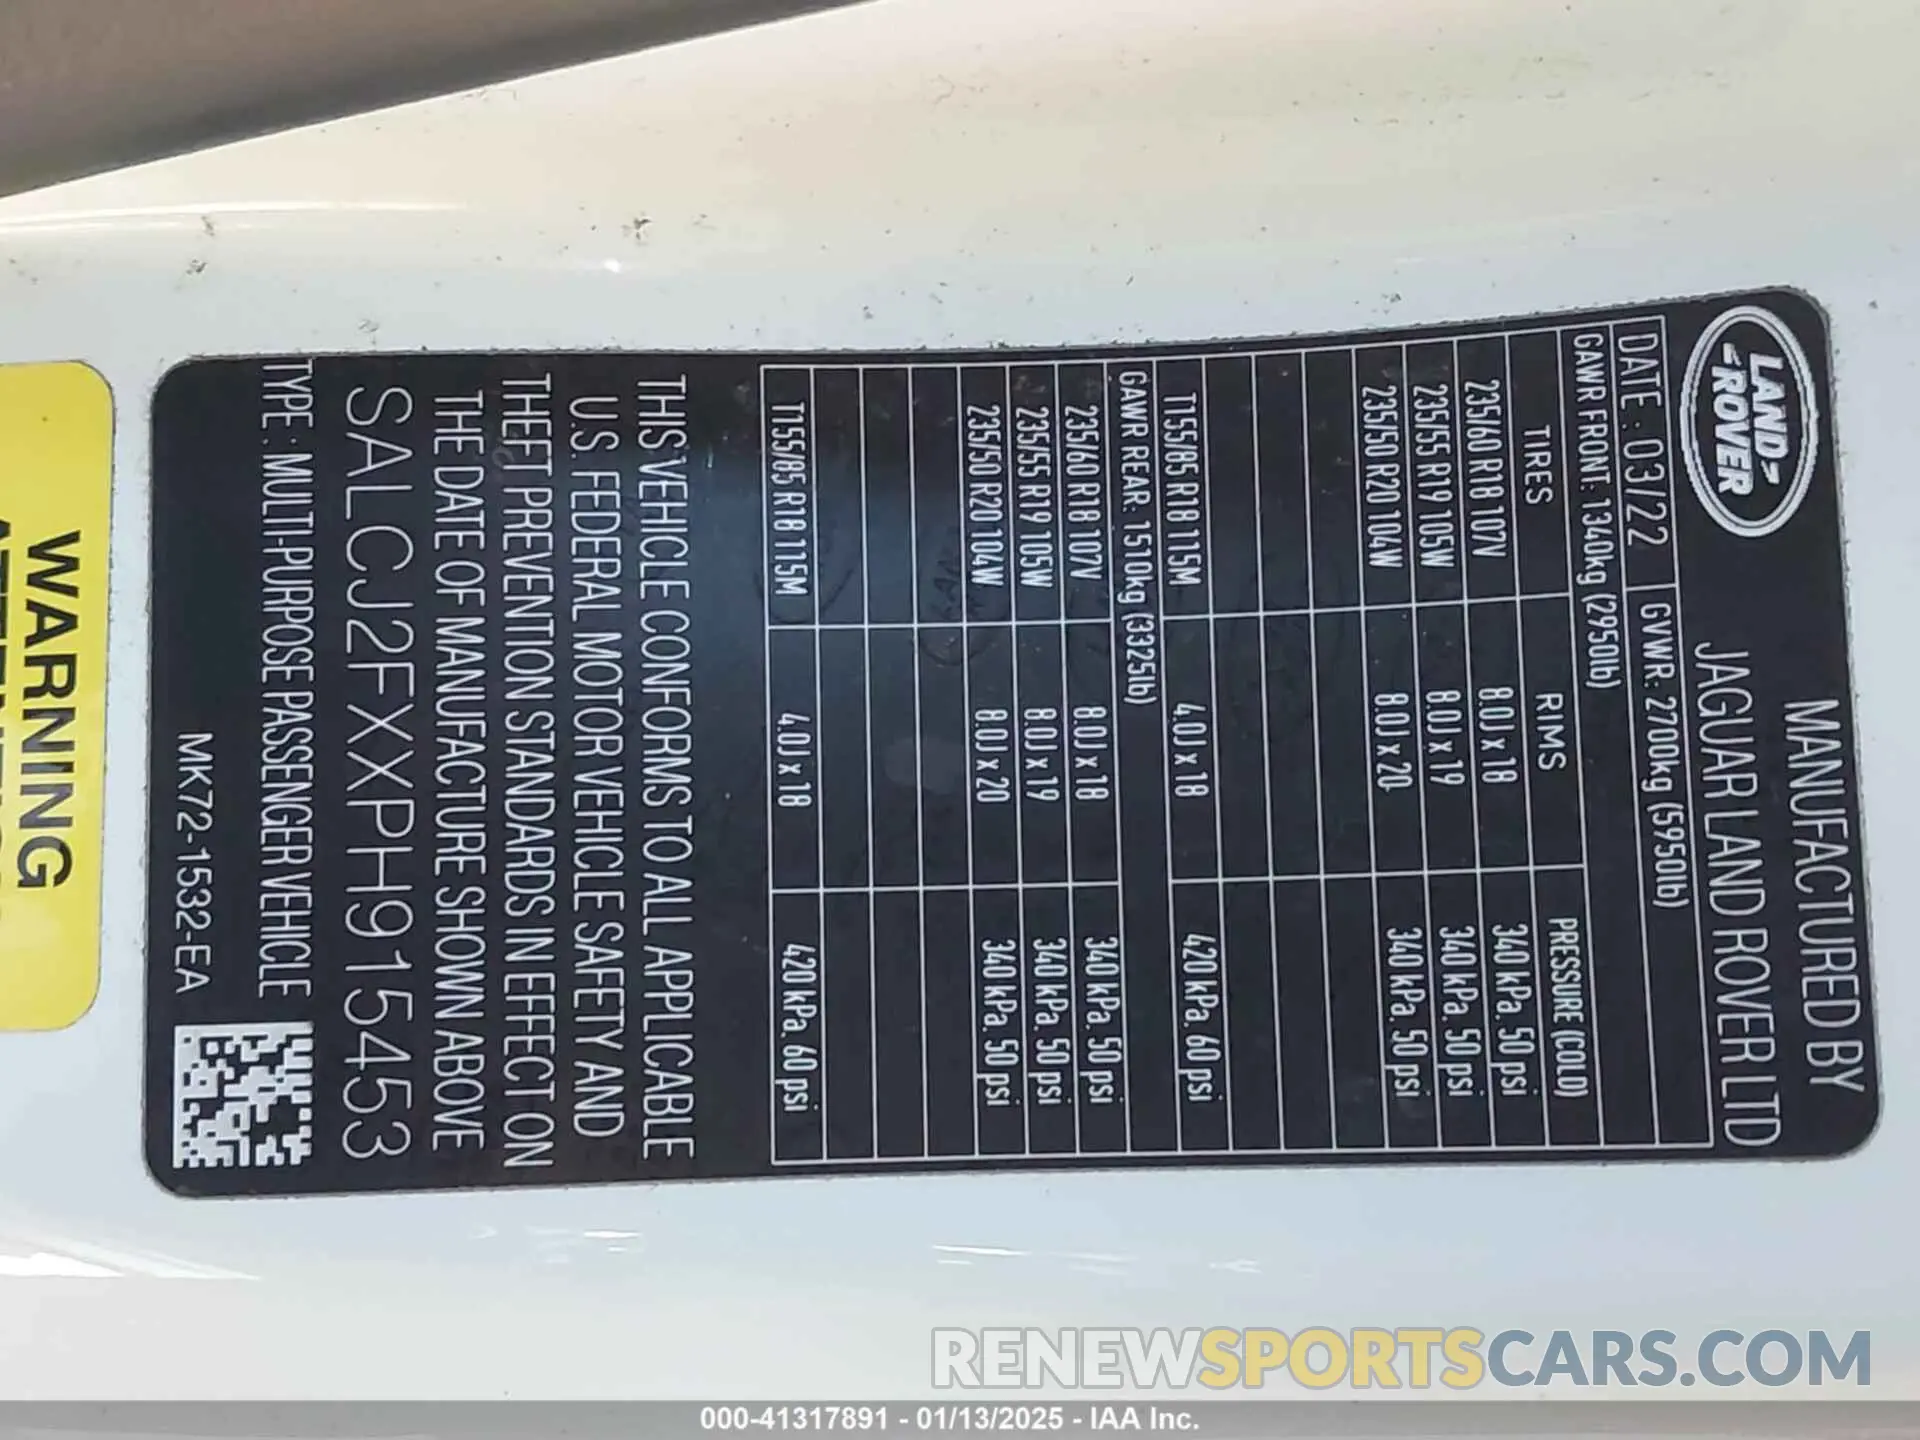 LAND-
-ROVER
MANUFACTURED BY
JAGUAR LAND ROVER LTD
DATE : 03/22 GVWR: 2700kg (5950lb)
GAWR FRONT: 1340kg (2950lb)
TIRES RIMS PRESSURE (COLD)
235/60 R18 107V 8.0J x 18 340 kPa. 50 psi
235/55 R19 105W 8.0J x 19 340 kPa. 50 psi
235/50 R20 104W 8.0J x 20 340 kPa. 50 psi
T155/85 R18 115M 4.0J x 18 420 kPa. 60 psi
GAWR REAR: 1510kg (3325lb)
235/60 R18 107V 8.0J x 18 340 kPa. 50 psi
235/55 R19 105W 8.0J x 19 340 kPa. 50 psi
235/50 R20 104W 8.0J x 20 340 kPa. 50 psi
T155/85 R18 115M 4.0J x 18 420 kPa. 60 psi
THIS VEHICLE CONFORMS TO ALL APPLICABLE
U.S. FEDERAL MOTOR VEHICLE SAFETY AND
THEFT PREVENTION STANDARDS IN EFFECT ON
THE DATE OF MANUFACTURE SHOWN ABOVE
SALCJ2FXXPH915453
TYPE : MULTI-PURPOSE PASSENGER VEHICLE
MK72-1532-EA
WARNING
RENEWSPORTSCARS.COM
000-41317891 - 01/13/2025 - IAA Inc.